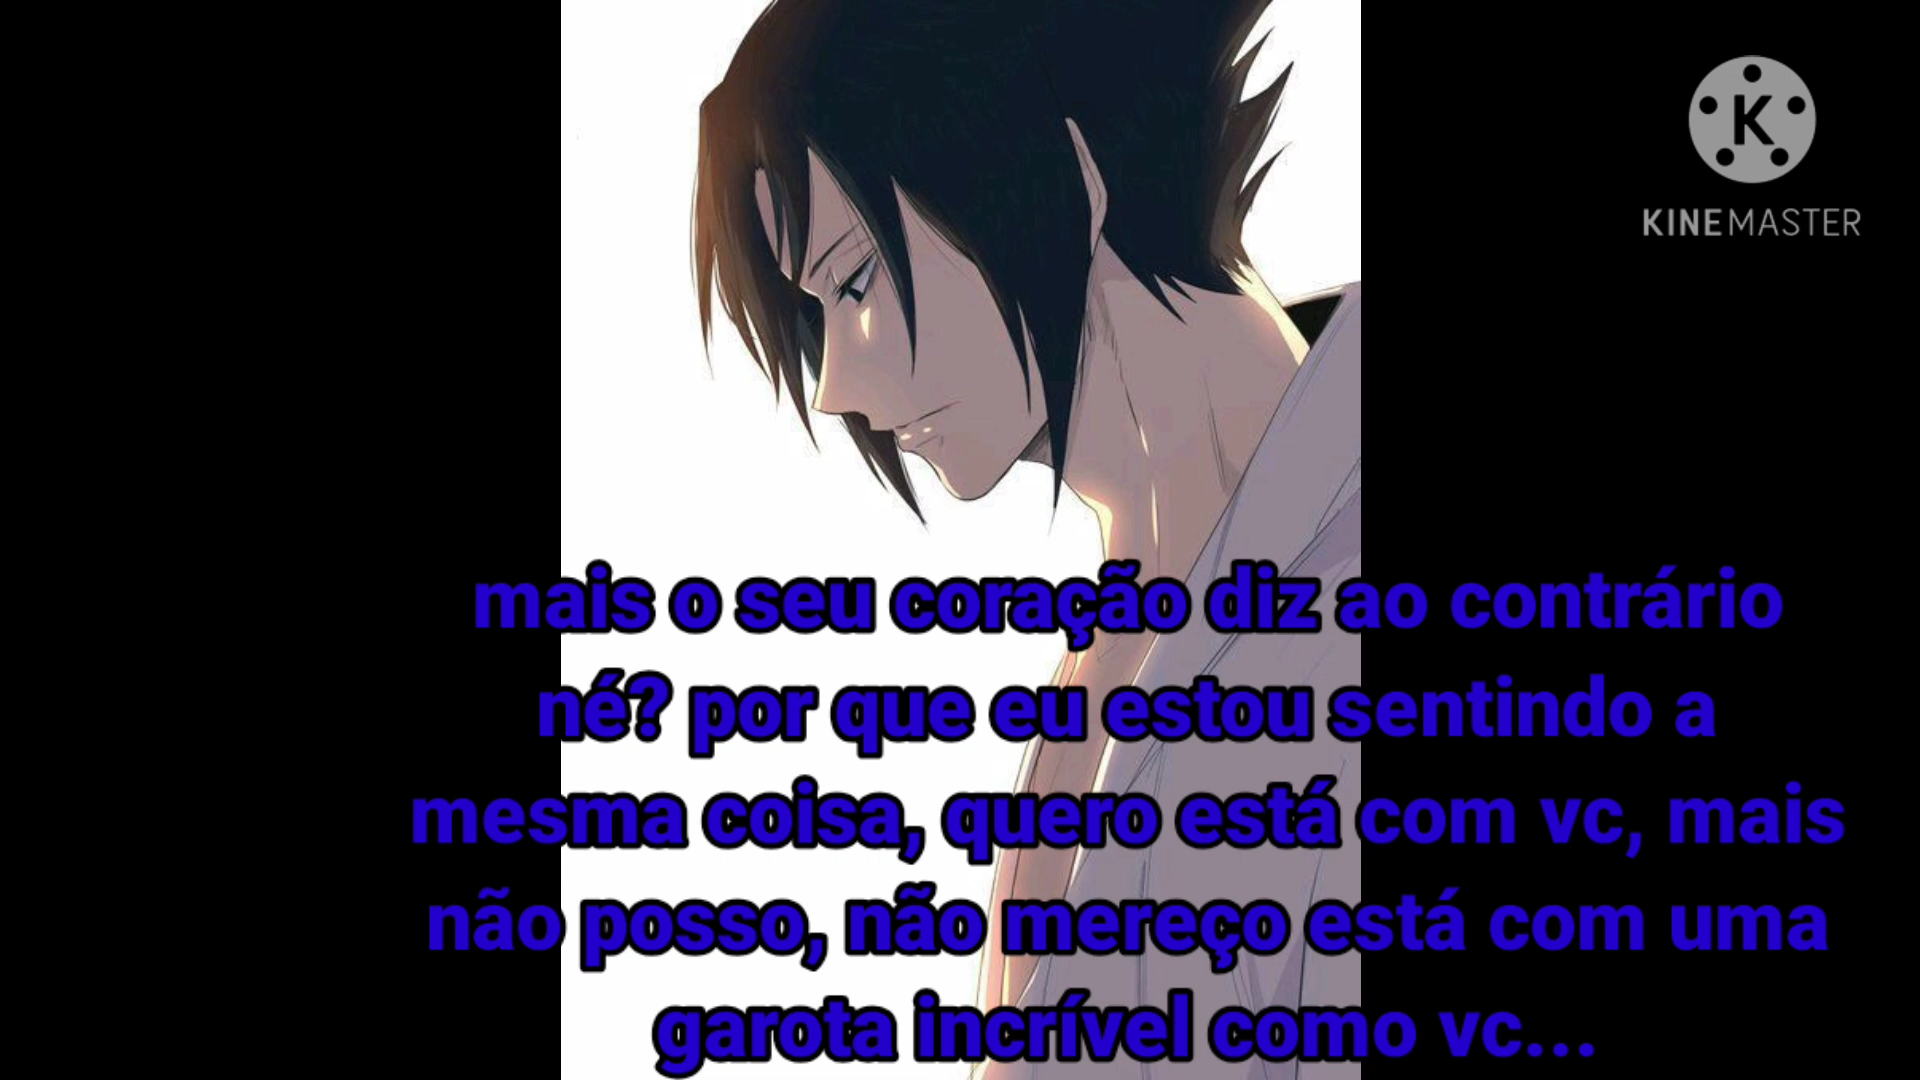 K
KINEMASTER
mais o seu coração diz ao contrário
né? por que eu estou sentindo a
mesma coisa, quero está com vc, mais
não posso, não mereço está com uma
garota incrível como vc...